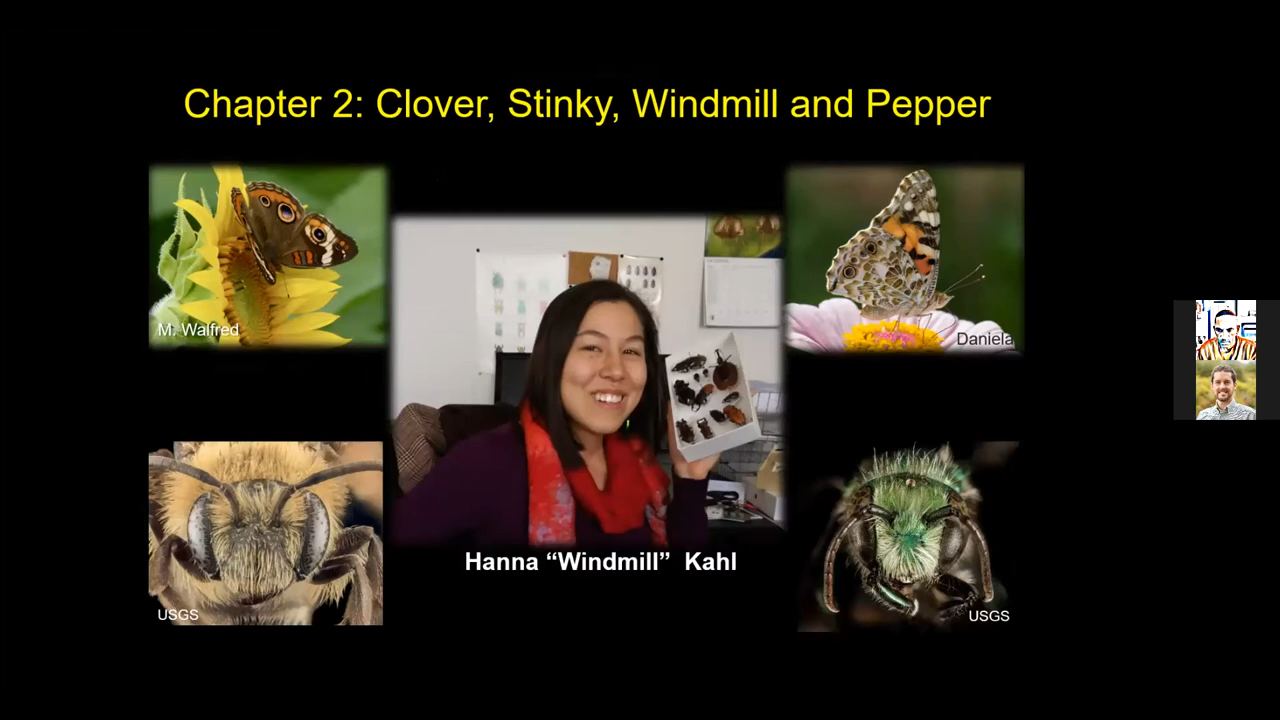 Chapter 2: Clover, Stinky, Windmill and Pepper
M. Walfred
Daniela
Hanna “Windmill”  Kahl
USGS
USGS